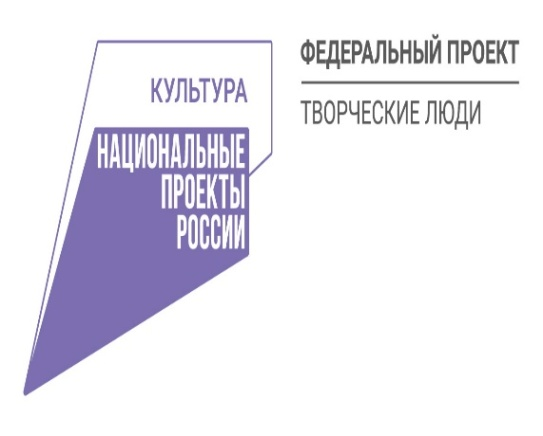 КУЛЬТУРА
НАЦИОНАЛЬНЫЕ
ПРОЕКТЫ
РОССИИ
ФЕДЕРАЛЬНЫЙ ПРОЕКТ
ТВОРЧЕСКИЕ ЛЮДИ